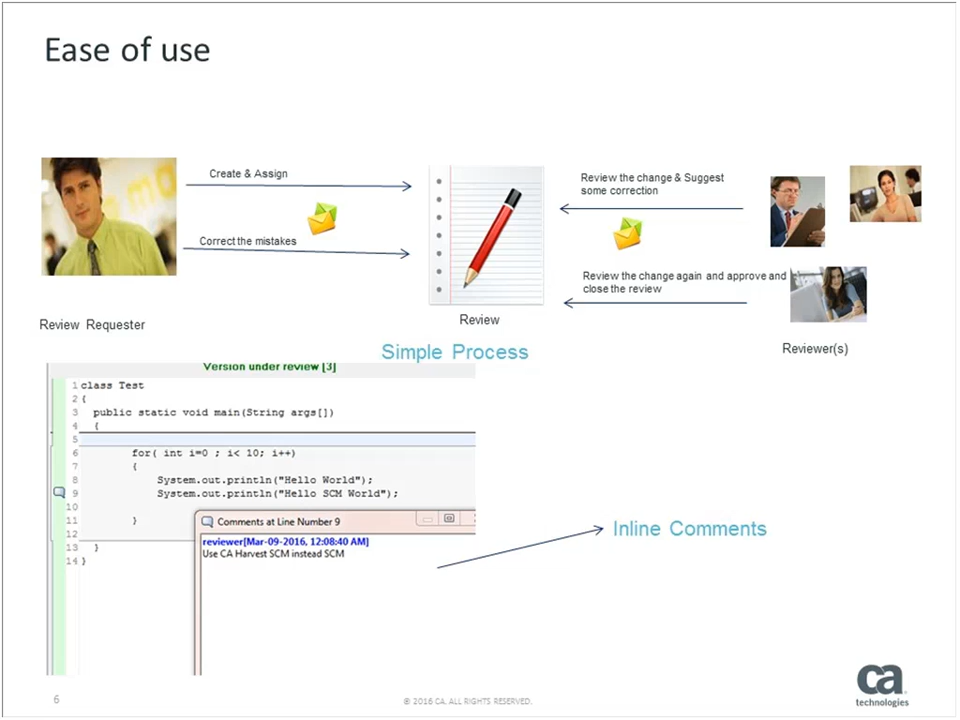 Ease of use
Create & Assign
Correct the mistakes
Review the change & Suggest
some correction
Review the change again and approve and
close the review
Review Requester
Review
Reviewer(s)
Simple Process
Version under review [3]
1 class Test
2 {
3 public static void main(String args[])
4 {
5
6 for( int i=0 ; i< 10; i++)
7 {
8 System.out.println("Hello World");
9 System.out.println("Hello SCM World");
10
11 }
12
13 }
14 }
Comments at Line Number 9
reviewer[Mar-09-2016, 12:08:40 AM]
Use CA Harvest SCM instead SCM
Inline Comments
6
© 2016 CA. ALL RIGHTS RESERVED.
ca
technologies